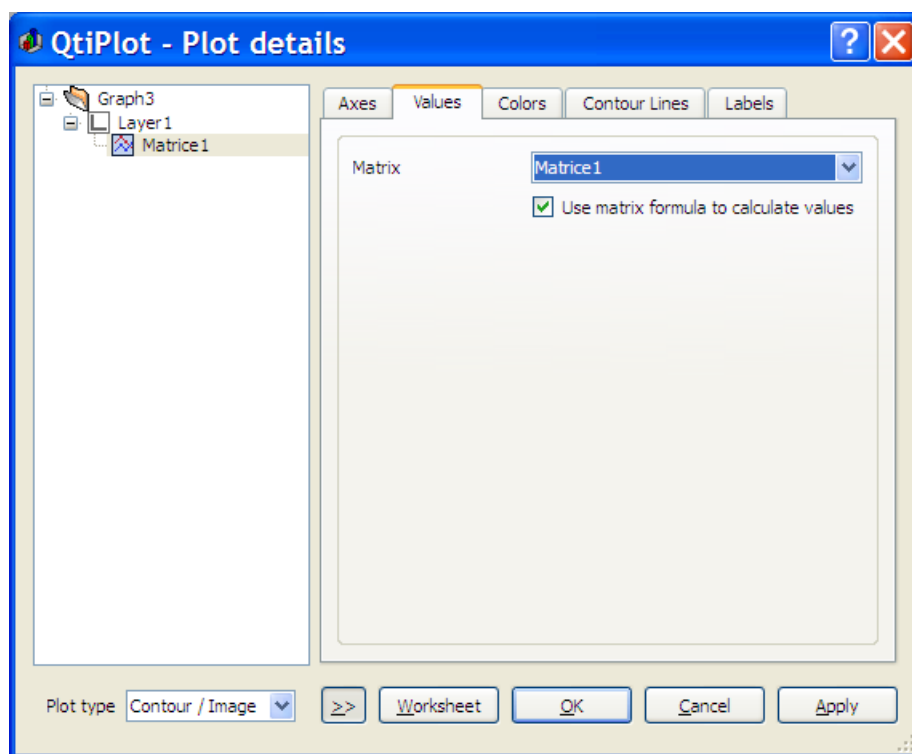 QtiPlot - Plot details
Graph3
Layer1
Matrice1
Axes Values Colors Contour Lines Labels
Matrix Matrice1
Use matrix formula to calculate values
Plot type Contour / Image >> Worksheet OK Cancel Apply